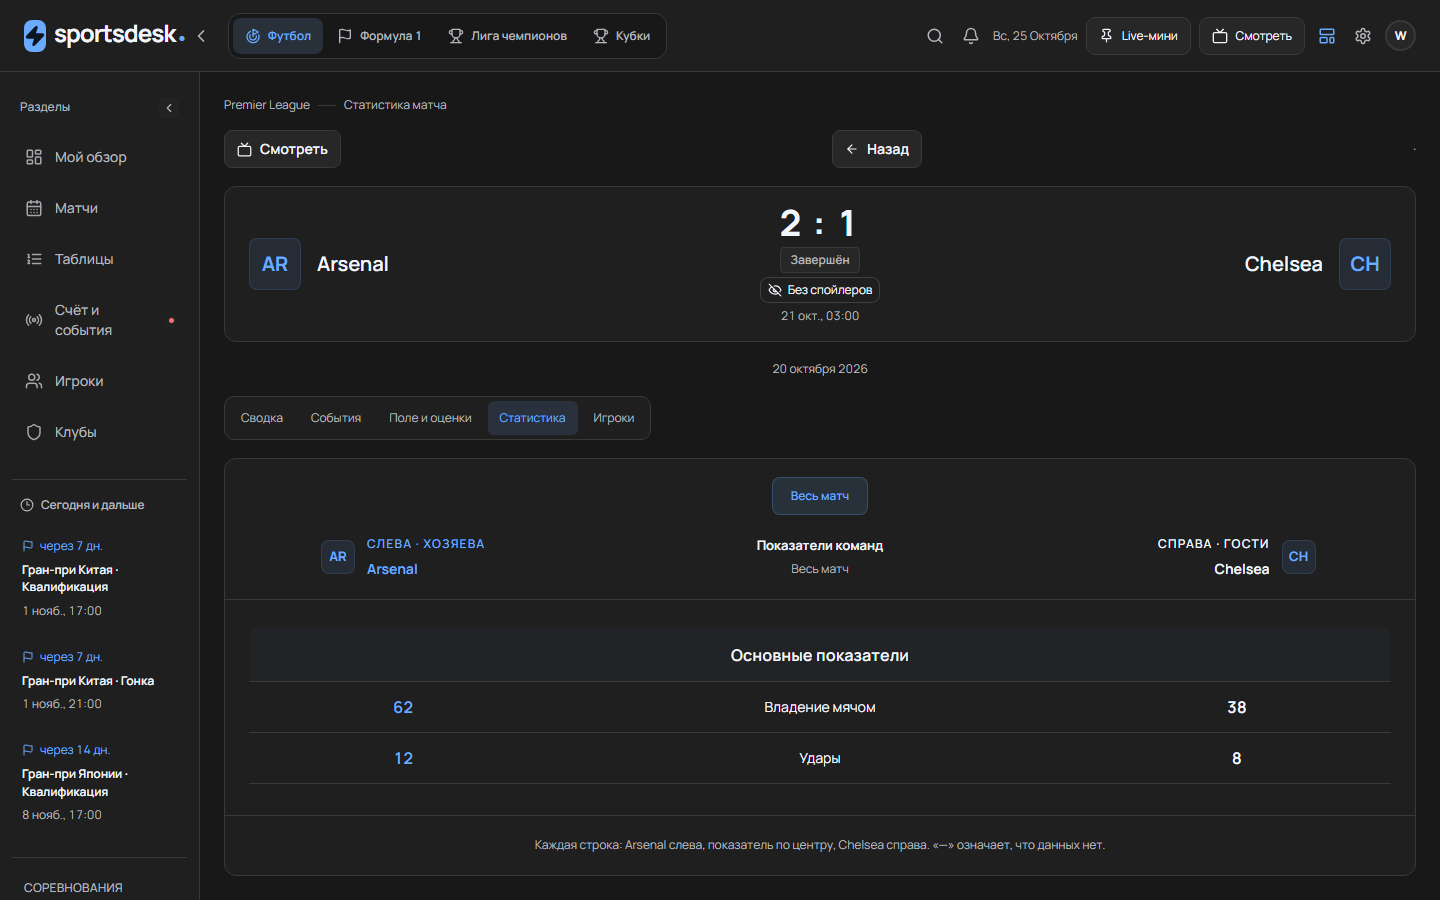 sportsdesk.
Футбол
Формула 1
Лига чемпионов
Кубки
Вс, 25 Октября
Live-мини
Смотреть
W
Разделы
Мой обзор
Матчи
Таблицы
Счёт и
события
Игроки
Клубы
Сегодня и дальше
через 7 дн.
Гран-при Китая ·
Квалификация
1 нояб., 17:00
через 7 дн.
Гран-при Китая · Гонка
1 нояб., 21:00
через 14 дн.
Гран-при Японии ·
Квалификация
8 нояб., 17:00
СОРЕВНОВАНИЯ
Premier League — Статистика матча
Смотреть
Назад
AR
Arsenal
2 : 1
Завершён
Без спойлеров
21 окт., 03:00
Chelsea
CH
20 октября 2026
Сводка
События
Поле и оценки
Статистика
Игроки
Весь матч
AR
СЛЕВА · ХОЗЯЕВА
Arsenal
Показатели команд
Весь матч
СПРАВА · ГОСТИ
Chelsea
CH
Основные показатели
62 Владение мячом 38
12 Удары 8
Каждая строка: Arsenal слева, показатель по центру, Chelsea справа. «—» означает, что данных нет.